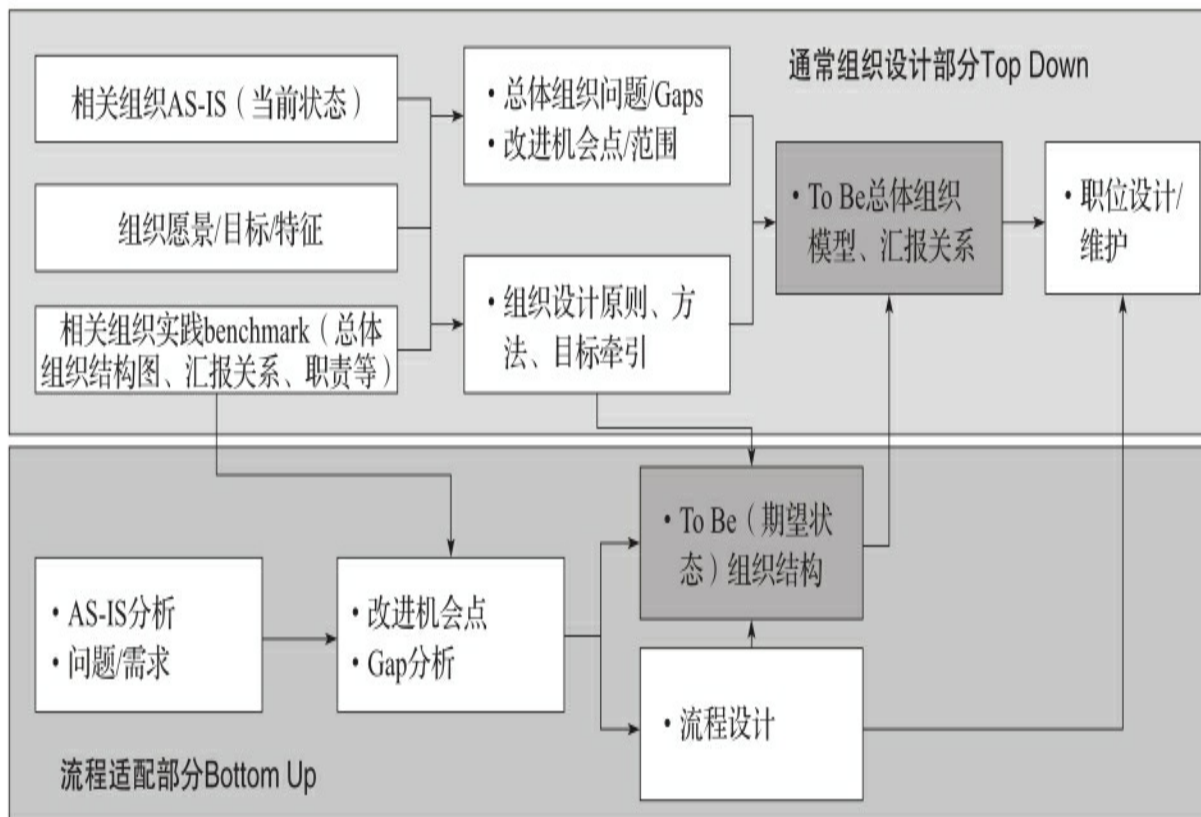 通常组织设计部分Top Down
相关组织AS-IS（当前状态）
• 总体组织问题/Gaps
• 改进机会点/范围
组织愿景/目标/特征
• To Be总体组织
模型、汇报关系
• 职位设计/
维护
相关组织实践benchmark（总体
组织结构图、汇报关系、职责等）
• 组织设计原则、方
法、目标牵引
• To Be（期望状
态）组织结构
• AS-IS分析
• 问题/需求
• 改进机会点
• Gap分析
• 流程设计
流程适配部分Bottom Up